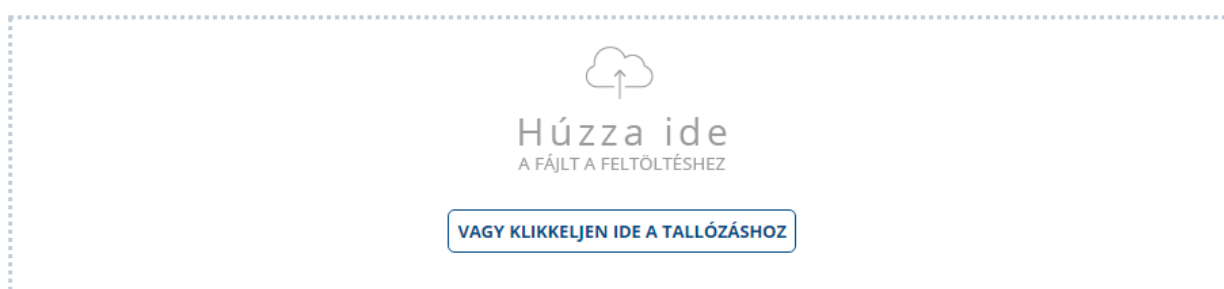 Húzza ide
A FÁJLT A FELTÖLTÉSHEZ
VAGY KLIKKELJEN IDE A TALLÓZÁSHOZ